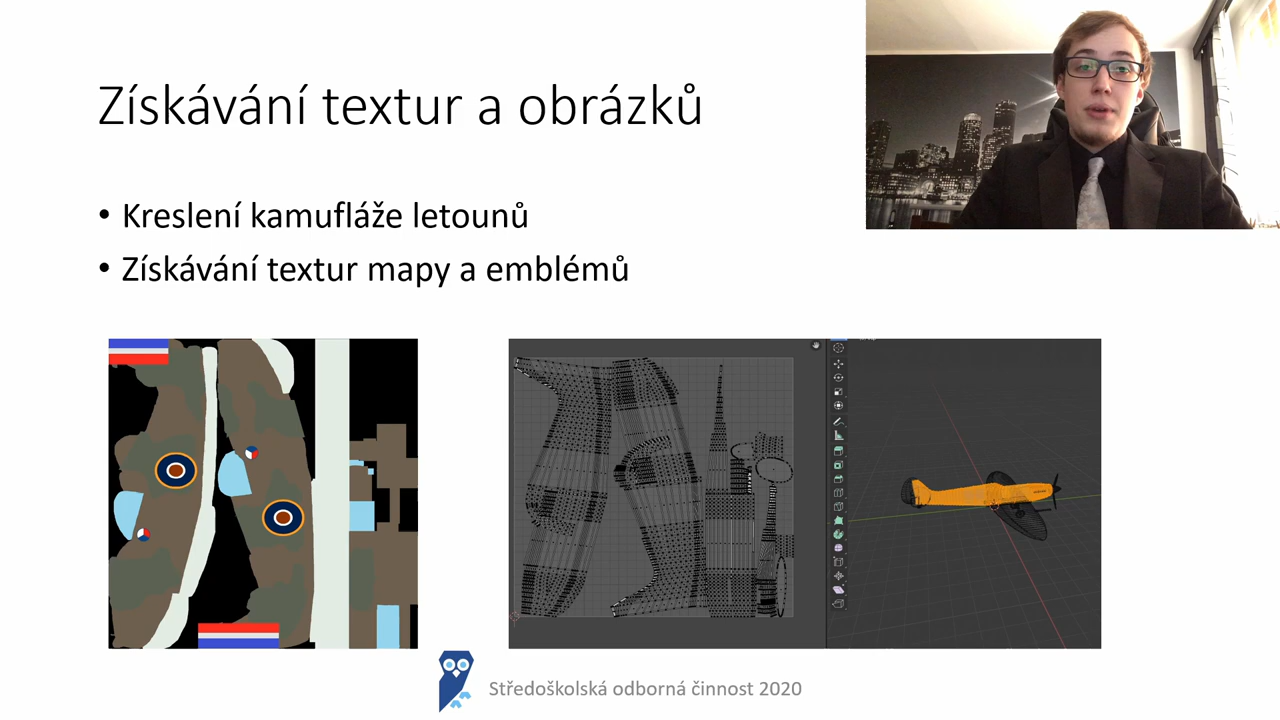 Získávání textur a obrázků
• Kreslení kamufláže letounů
• Získávání textur mapy a emblémů
Středoškolská odborná činnost 2020